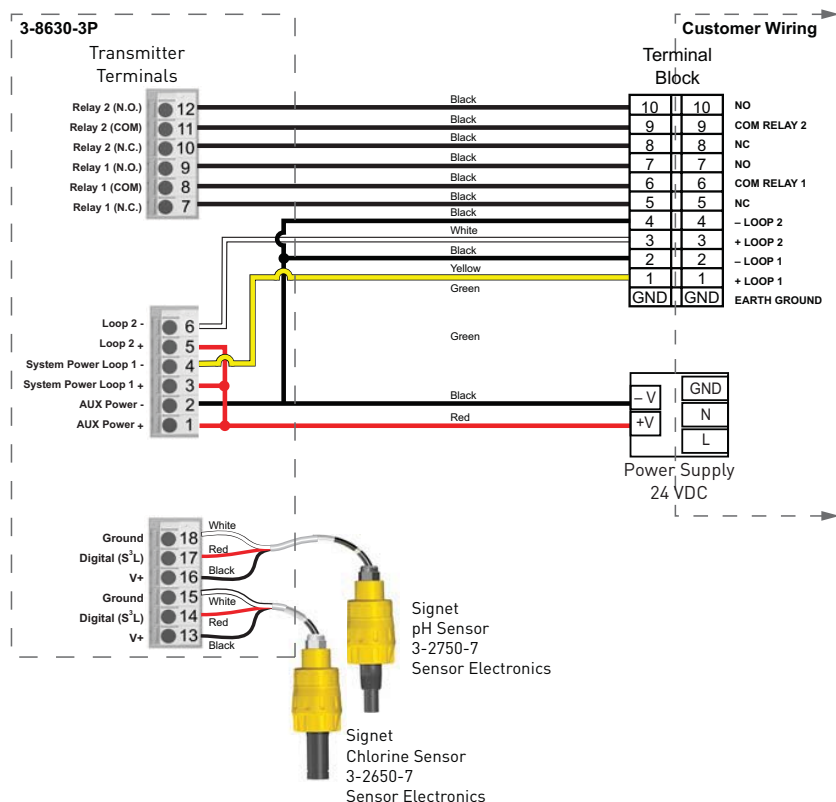 3-8630-3P
Customer Wiring
Transmitter
Terminals
Terminal
Block
Relay 2 (N.O.) 12 Black 10 10 NO
Relay 2 (COM) 11 Black 9 9 COM RELAY 2
Relay 2 (N.C.) 10 Black 8 8 NC
Relay 1 (N.O.) 9 Black 7 7 NO
Relay 1 (COM) 8 Black 6 6 COM RELAY 1
Relay 1 (N.C.) 7 Black 5 5 NC
Black 4 4 – LOOP 2
White 3 3 + LOOP 2
Black 2 2 – LOOP 1
Yellow 1 1 + LOOP 1
Green GND GND EARTH GROUND
Loop 2 - 6
Loop 2 + 5 Green
System Power Loop 1 - 4
System Power Loop 1 + 3
AUX Power - 2 Black – V GND
AUX Power + 1 Red +V N
L
Power Supply
24 VDC
Ground 18 White
Digital (S³L) 17 Red
V+ 16 Black
Ground 15 White
Digital (S³L) 14 Red
V+ 13 Black
Signet
pH Sensor
3-2750-7
Sensor Electronics
Signet
Chlorine Sensor
3-2650-7
Sensor Electronics